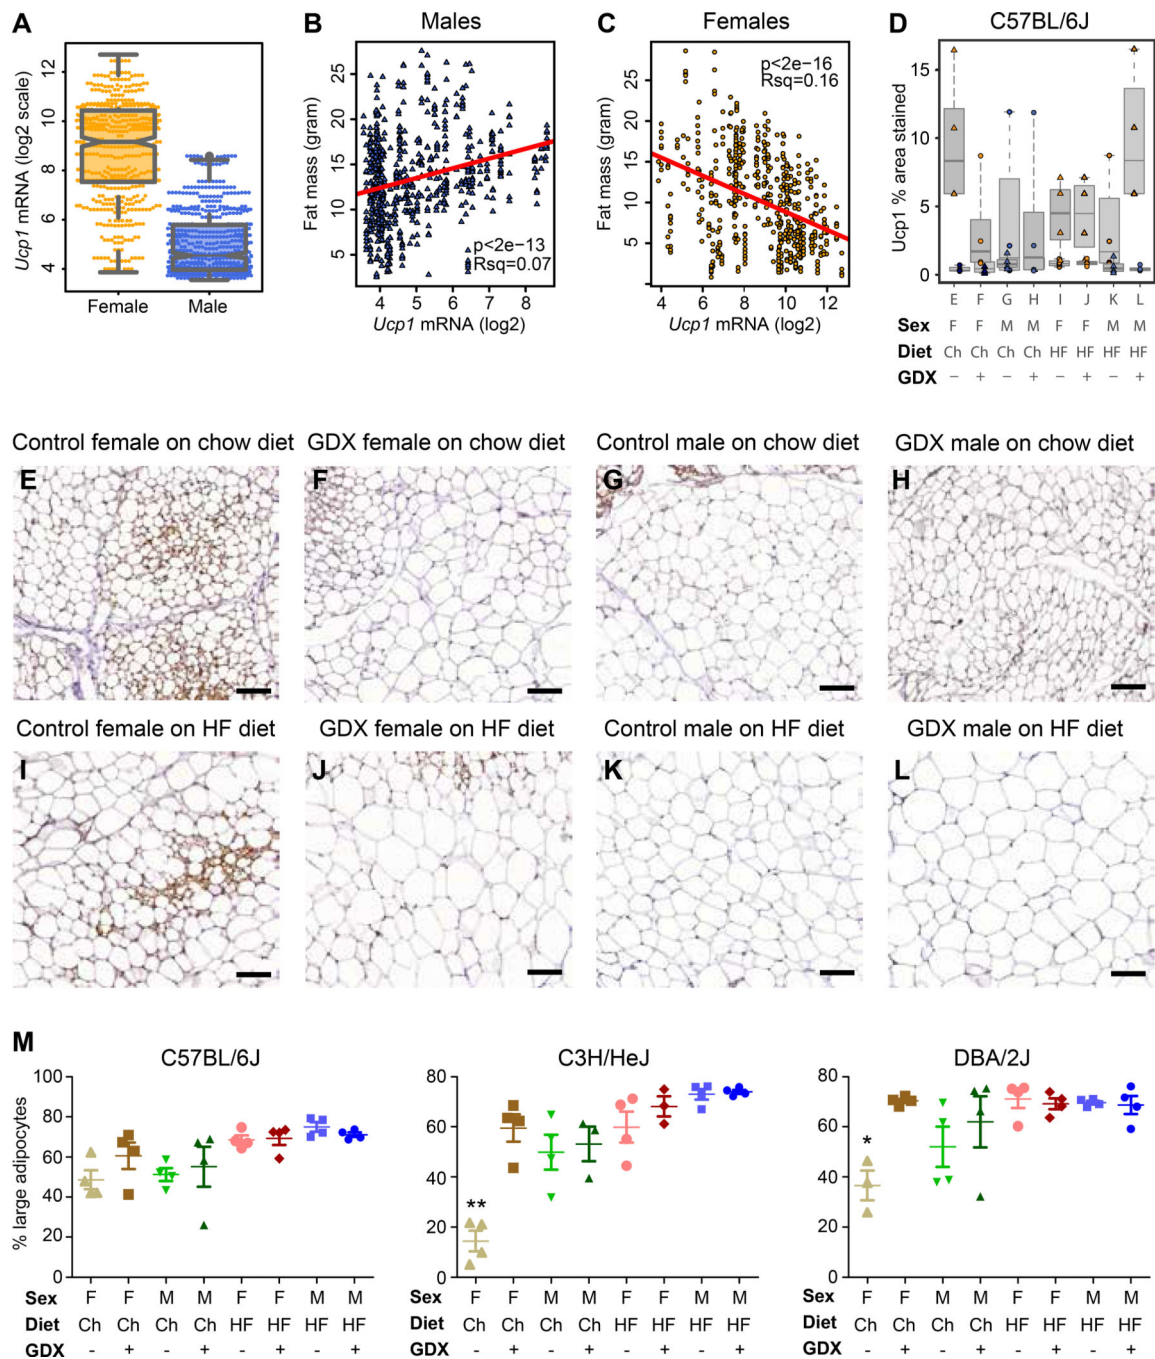 A
Ucp1 mRNA (log2 scale)
12
10
8
6
4
Female
Male
B
Males
Fat mass (gram)
25
20
15
10
5
p<2e−13
Rsq=0.07
4 5 6 7 8
Ucp1 mRNA (log2)
C
Females
Fat mass (gram)
25
20
15
10
5
p<2e−16
Rsq=0.16
4 6 8 10 12
Ucp1 mRNA (log2)
D
C57BL/6J
Ucp1 % area stained
15
10
5
0
E F G H I J K L
Sex F F M M F F M M
Diet Ch Ch Ch Ch HF HF HF HF
GDX − + − + − + − +
Control female on chow diet
E
GDX female on chow diet
F
Control male on chow diet
G
GDX male on chow diet
H
Control female on HF diet
I
GDX female on HF diet
J
Control male on HF diet
K
GDX male on HF diet
L
M
C57BL/6J
% large adipocytes
100
80
60
40
20
0
Sex F F M M F F M M
Diet Ch Ch Ch Ch HF HF HF HF
GDX - + - + - + - +
C3H/HeJ
80
60
40
20
0
**
Sex F F M M F F M M
Diet Ch Ch Ch Ch HF HF HF HF
GDX - + - + - + - +
DBA/2J
80
60
40
20
0
*
Sex F F M M F F M M
Diet Ch Ch Ch Ch HF HF HF HF
GDX - + - + - + - +